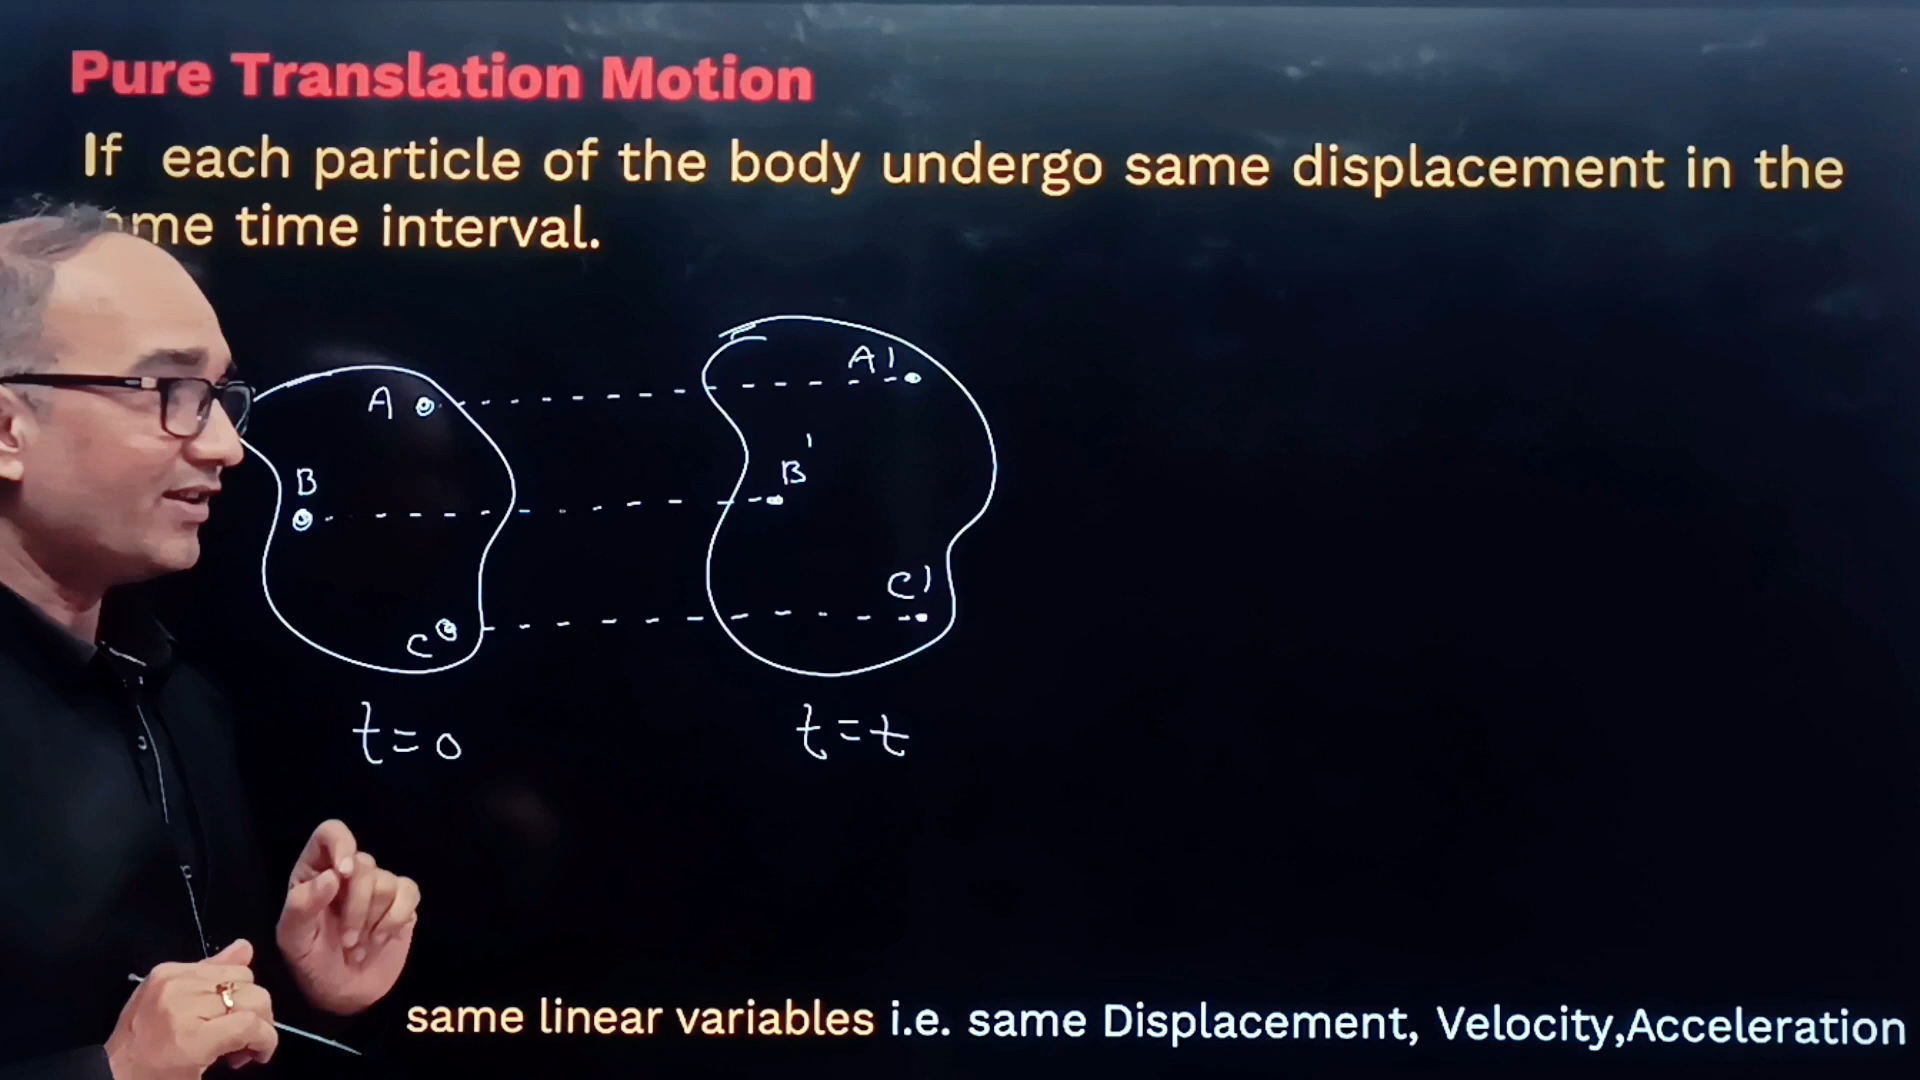 Pure Translation Motion
If each particle of the body undergo same displacement in the
time interval.
A A'
B B'
C C'
t=0 t=t
same linear variables i.e. same Displacement, Velocity,Acceleration